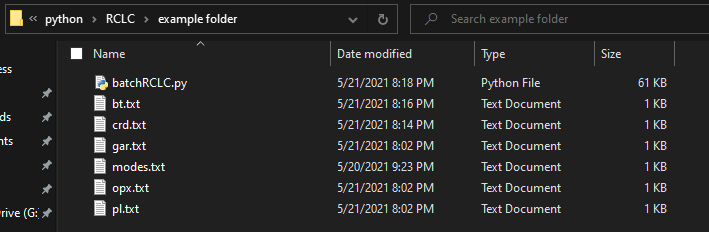 « python > RCLC > example folder Search example folder
Name Date modified Type Size
ess
batchRCLC.py 5/21/2021 8:18 PM Python File 61 KB
bt.txt 5/21/2021 8:16 PM Text Document 1 KB
ds crd.txt 5/21/2021 8:14 PM Text Document 1 KB
nts gar.txt 5/21/2021 8:02 PM Text Document 1 KB
modes.txt 5/20/2021 9:23 PM Text Document 1 KB
opx.txt 5/21/2021 8:02 PM Text Document 1 KB
rive (G: pl.txt 5/21/2021 8:02 PM Text Document 1 KB